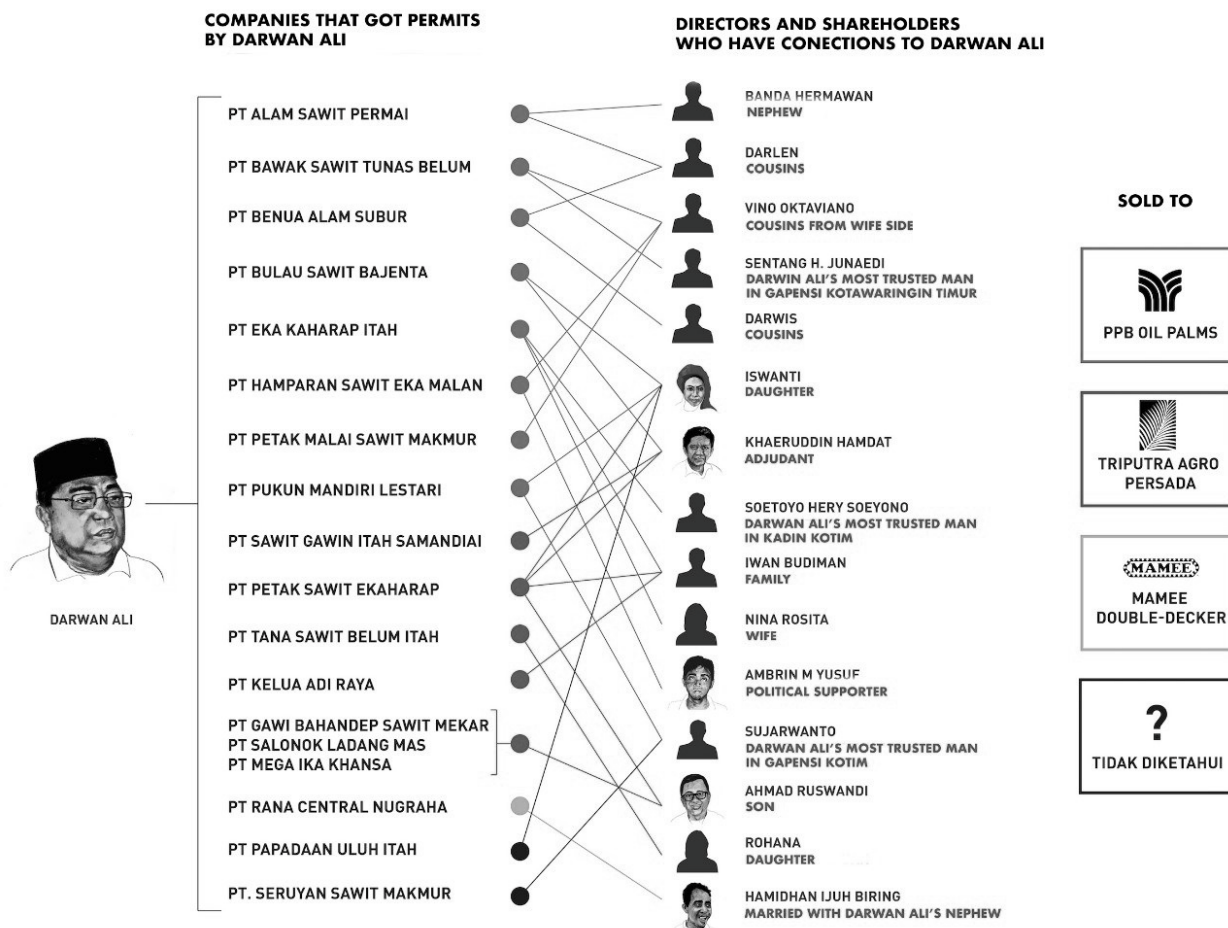 COMPANIES THAT GOT PERMITS
BY DARWAN ALI
PT ALAM SAWIT PERMAI
PT BAWAK SAWIT TUNAS BELUM
PT BENUA ALAM SUBUR
PT BULAU SAWIT BAJENTA
PT EKA KAHARAP ITAH
PT HAMPARAN SAWIT EKA MALAN
PT PETAK MALAI SAWIT MAKMUR
PT PUKUN MANDIRI LESTARI
PT SAWIT GAWIN ITAH SAMANDIAI
PT PETAK SAWIT EKAHARAP
PT TANA SAWIT BELUM ITAH
PT KELUA ADI RAYA
PT GAWI BAHANDEP SAWIT MEKAR
PT SALONOK LADANG MAS
PT MEGA IKA KHANSA
PT RANA CENTRAL NUGRAHA
PT PAPADAAN ULUH ITAH
PT. SERUYAN SAWIT MAKMUR
DARWAN ALI
DIRECTORS AND SHAREHOLDERS
WHO HAVE CONECTIONS TO DARWAN ALI
BANDA HERMAWAN
NEPHEW
DARLEN
COUSINS
VINO OKTAVIANO
COUSINS FROM WIFE SIDE
SENTANG H. JUNAEDI
DARWIN ALI'S MOST TRUSTED MAN
IN GAPENSI KOTAWARINGIN TIMUR
DARWIS
COUSINS
ISWANTI
DAUGHTER
KHAERUDDIN HAMDAT
ADJUDANT
SOETOYO HERY SOEYONO
DARWAN ALI'S MOST TRUSTED MAN
IN KADIN KOTIM
IWAN BUDIMAN
FAMILY
NINA ROSITA
WIFE
AMBRIN M YUSUF
POLITICAL SUPPORTER
SUJARWANTO
DARWAN ALI'S MOST TRUSTED MAN
IN GAPENSI KOTIM
AHMAD RUSWANDI
SON
ROHANA
DAUGHTER
HAMIDHAN IJUH BIRING
MARRIED WITH DARWAN ALI'S NEPHEW
SOLD TO
PPB OIL PALMS
TRIPUTRA AGRO
PERSADA
MAMEE
MAMEE
DOUBLE-DECKER
?
TIDAK DIKETAHUI